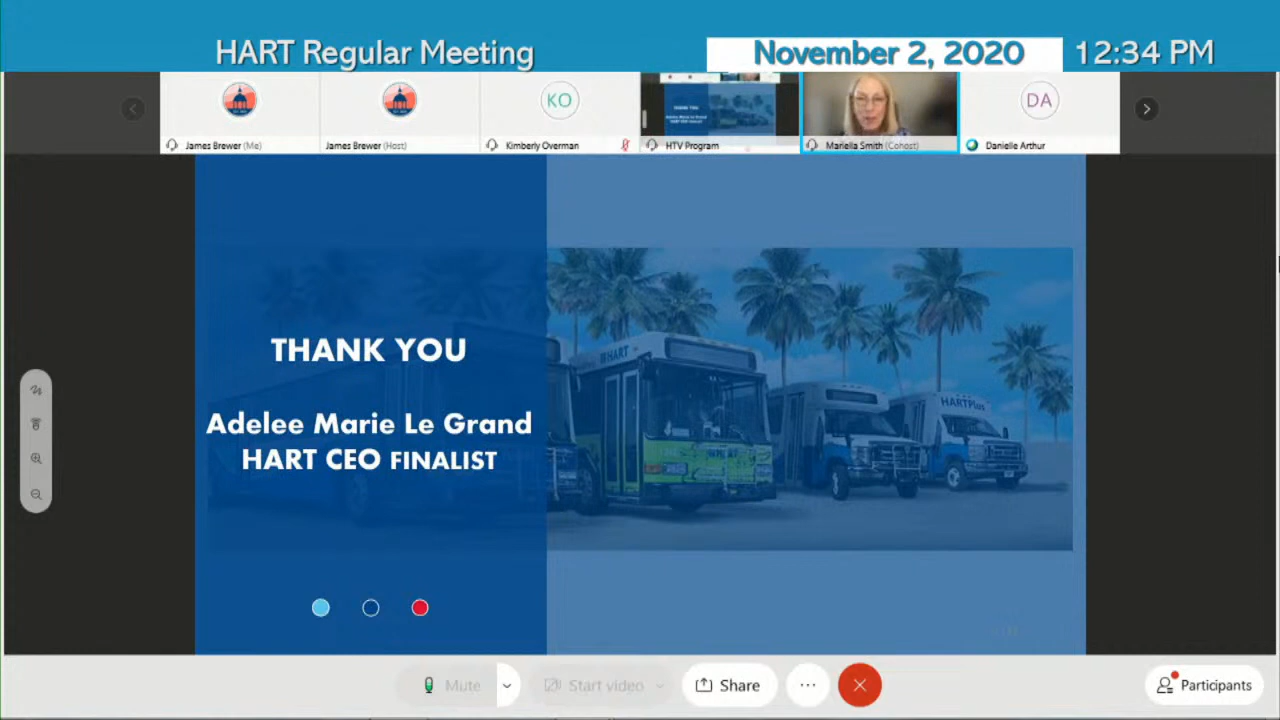 HART Regular Meeting
November 2, 2020
12:34 PM
KO
DA
James Brewer (Me)
James Brewer (Host)
Kimberly Overman
HTV Program
Mariella Smith (Cohost)
Danielle Arthur
THANK YOU
Adelee Marie Le Grand
HART CEO FINALIST
HART
HARTPlus
Mute
Start video
Share
Participants